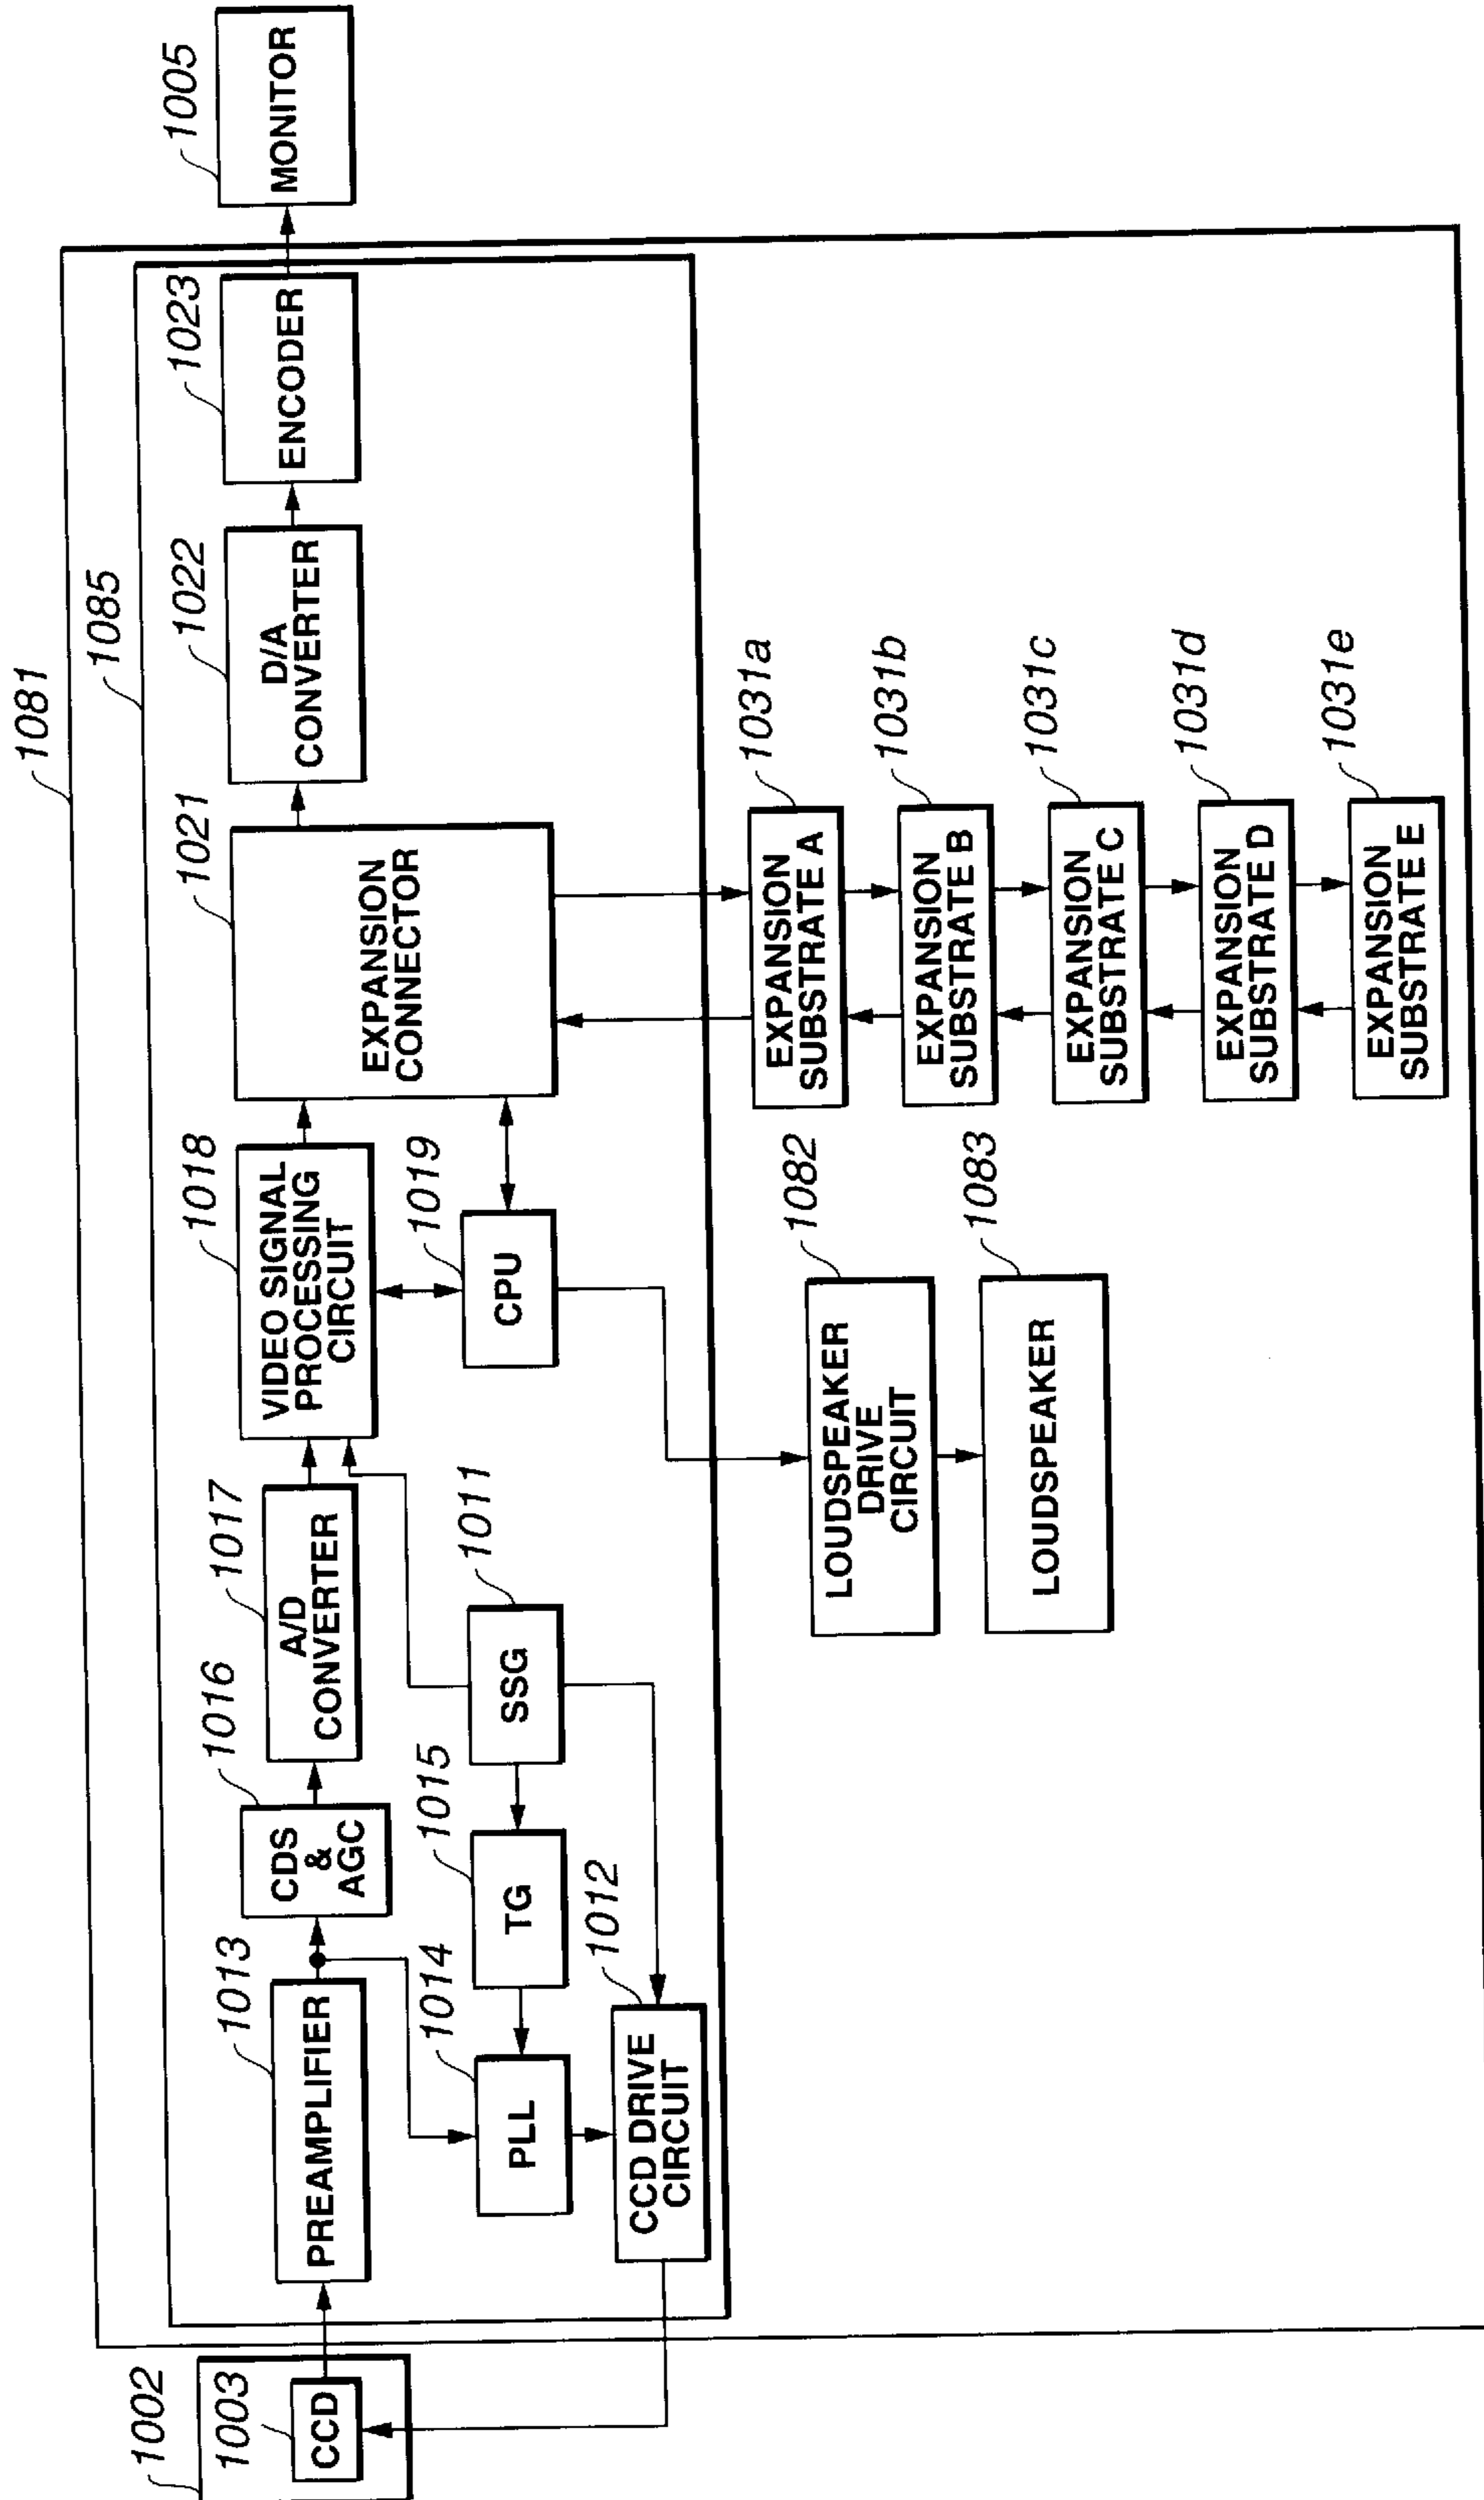 1081
1085
1002
1003
CCD
1013
PREAMPLIFIER
1016
CDS
&
AGC
1017
A/D
CONVERTER
1018
VIDEO SIGNAL
PROCESSING
CIRCUIT
1021
EXPANSION
CONNECTOR
1022
D/A
CONVERTER
1023
ENCODER
1005
MONITOR
1014
PLL
1015
TG
1011
SSG
1019
CPU
1012
CCD DRIVE
CIRCUIT
1082
LOUDSPEAKER
DRIVE
CIRCUIT
1083
LOUDSPEAKER
1031a
EXPANSION
SUBSTRATE A
1031b
EXPANSION
SUBSTRATE B
1031c
EXPANSION
SUBSTRATE C
1031d
EXPANSION
SUBSTRATE D
1031e
EXPANSION
SUBSTRATE E